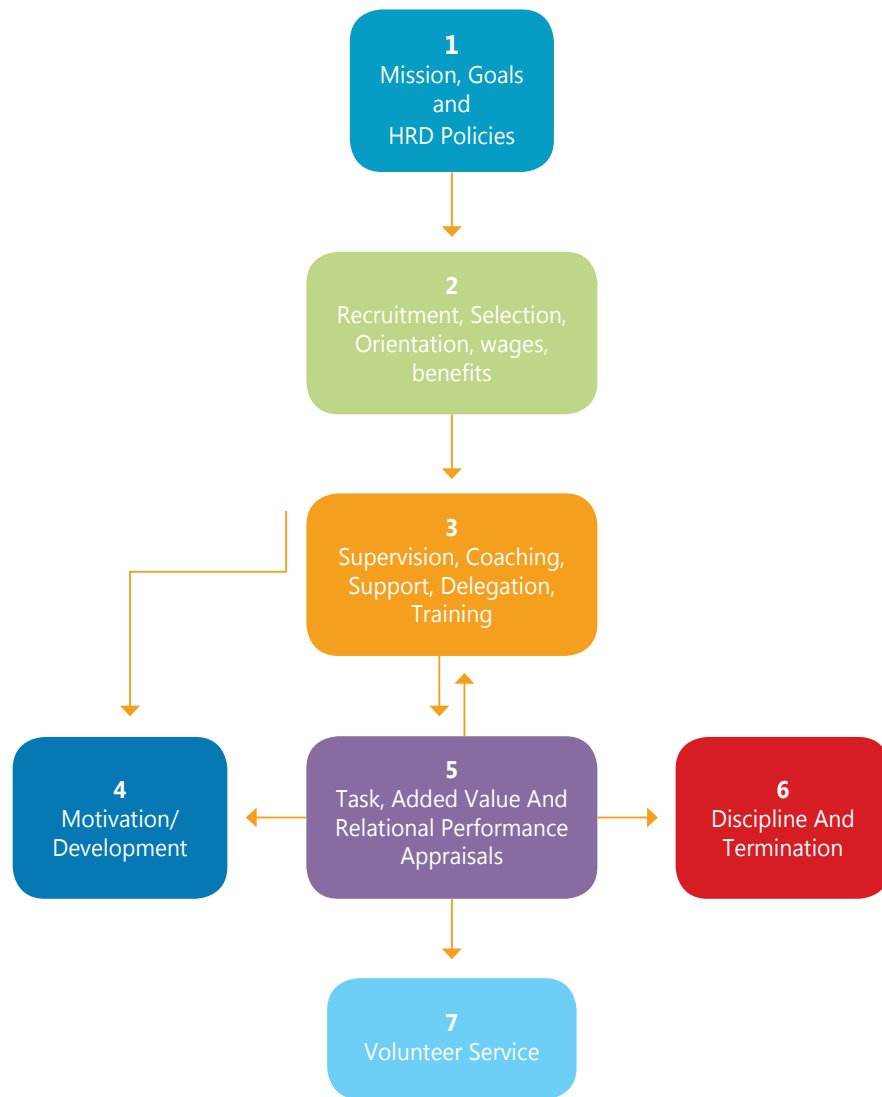 1
Mission, Goals
and
HRD Policies
2
Recruitment, Selection,
Orientation, wages,
benefits
3
Supervision, Coaching,
Support, Delegation,
Training
4
Motivation/
Development
5
Task, Added Value And
Relational Performance
Appraisals
6
Discipline And
Termination
7
Volunteer Service